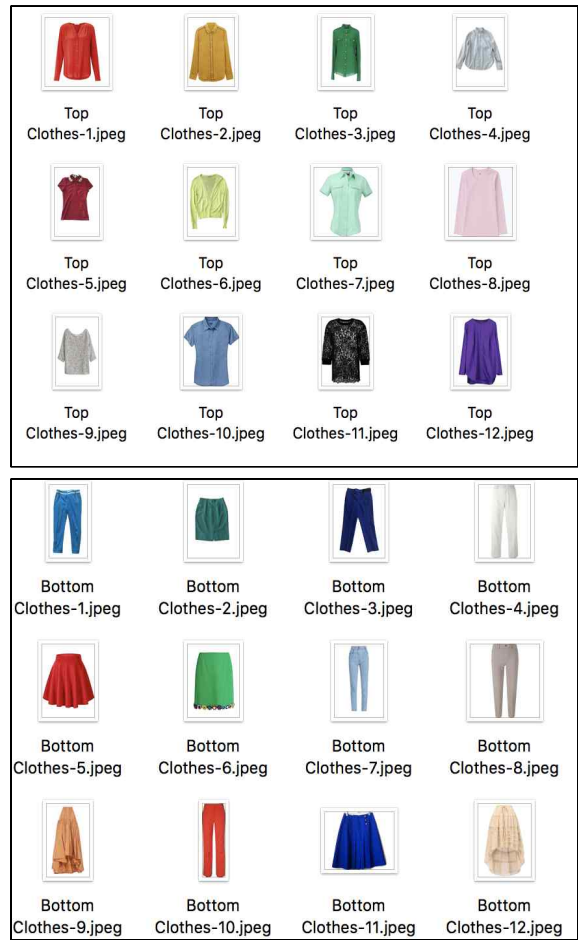 Top Top Top Top
Clothes-1.jpeg Clothes-2.jpeg Clothes-3.jpeg Clothes-4.jpeg
Top Top Top Top
Clothes-5.jpeg Clothes-6.jpeg Clothes-7.jpeg Clothes-8.jpeg
Top Top Top Top
Clothes-9.jpeg Clothes-10.jpeg Clothes-11.jpeg Clothes-12.jpeg
Bottom Bottom Bottom Bottom
Clothes-1.jpeg Clothes-2.jpeg Clothes-3.jpeg Clothes-4.jpeg
Bottom Bottom Bottom Bottom
Clothes-5.jpeg Clothes-6.jpeg Clothes-7.jpeg Clothes-8.jpeg
Bottom Bottom Bottom Bottom
Clothes-9.jpeg Clothes-10.jpeg Clothes-11.jpeg Clothes-12.jpeg